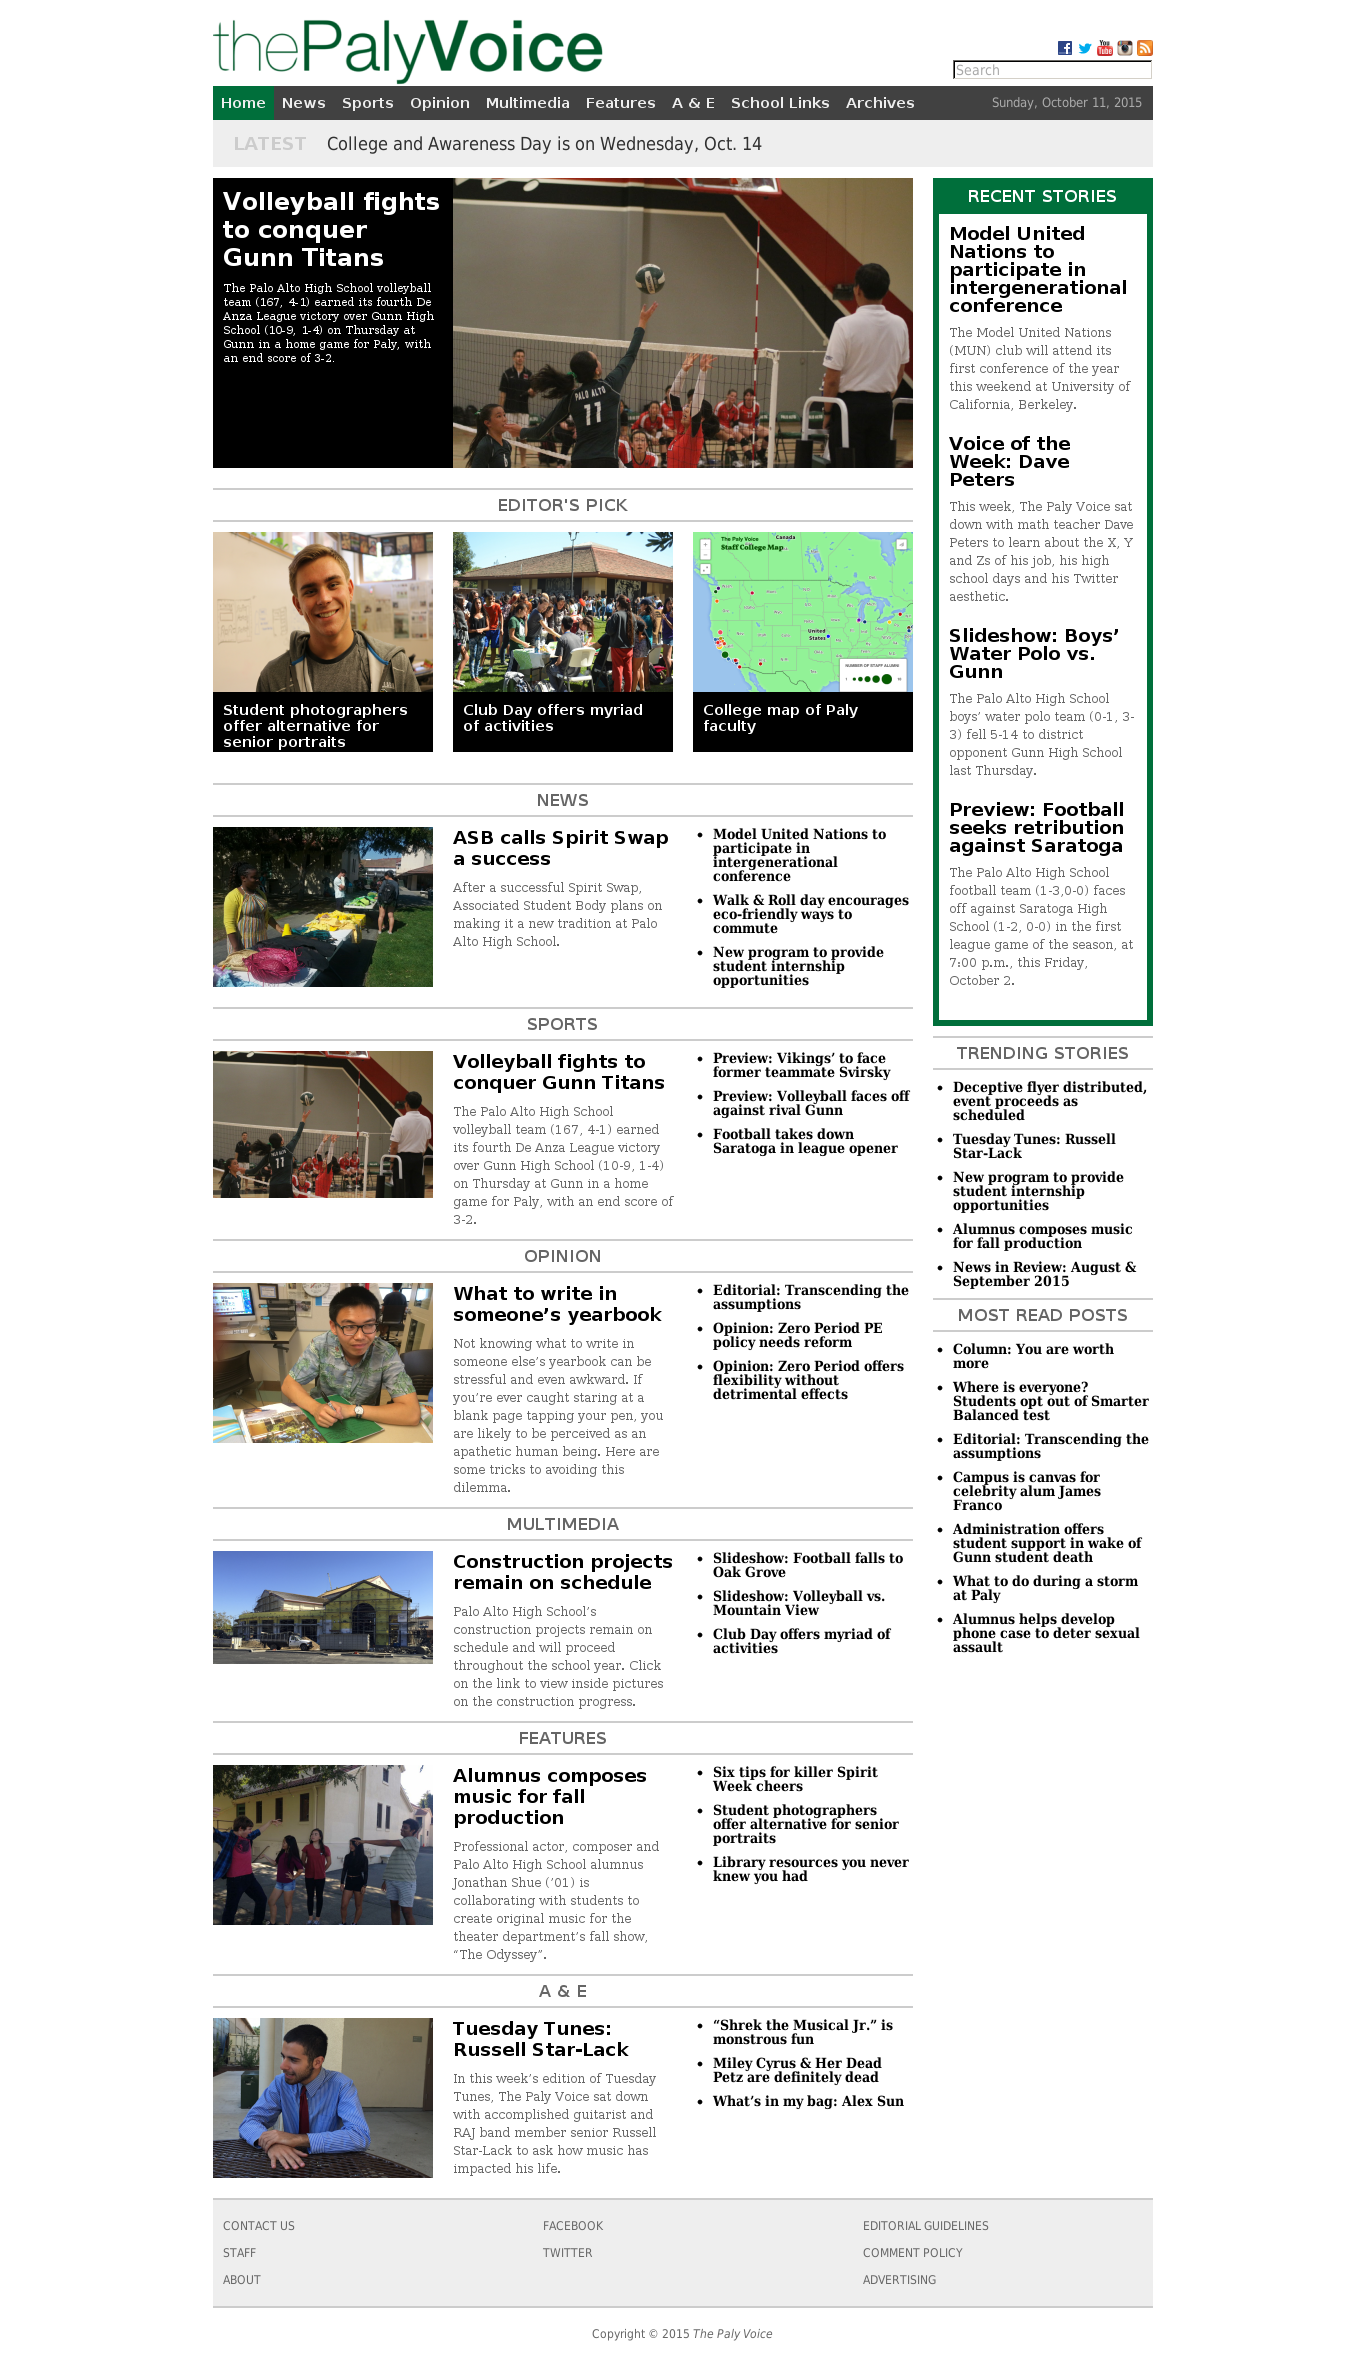 thePalyVoice
Search
Home News Sports Opinion Multimedia Features A & E School Links Archives Sunday, October 11, 2015
LATEST College and Awareness Day is on Wednesday, Oct. 14
Volleyball fights
to conquer
Gunn Titans
The Palo Alto High School volleyball
team (167, 4-1) earned its fourth De
Anza League victory over Gunn High
School (10-9, 1-4) on Thursday at
Gunn in a home game for Paly, with
an end score of 3-2.
PALO ALTO
11
EDITOR'S PICK
The Paly Voice
Staff College Map
Canada
United
States
NUMBER OF STAFF ALUMNI
Student photographers
offer alternative for
senior portraits
Club Day offers myriad
of activities
College map of Paly
faculty
NEWS
ASB calls Spirit Swap
a success
After a successful Spirit Swap,
Associated Student Body plans on
making it a new tradition at Palo
Alto High School.
• Model United Nations to
participate in
intergenerational
conference
• Walk & Roll day encourages
eco-friendly ways to
commute
• New program to provide
student internship
opportunities
SPORTS
Volleyball fights to
conquer Gunn Titans
The Palo Alto High School
volleyball team (167, 4-1) earned
its fourth De Anza League victory
over Gunn High School (10-9, 1-4)
on Thursday at Gunn in a home
game for Paly, with an end score of
3-2.
• Preview: Vikings’ to face
former teammate Svirsky
• Preview: Volleyball faces off
against rival Gunn
• Football takes down
Saratoga in league opener
OPINION
What to write in
someone’s yearbook
Not knowing what to write in
someone else’s yearbook can be
stressful and even awkward. If
you’re ever caught staring at a
blank page tapping your pen, you
are likely to be perceived as an
apathetic human being. Here are
some tricks to avoiding this
dilemma.
• Editorial: Transcending the
assumptions
• Opinion: Zero Period PE
policy needs reform
• Opinion: Zero Period offers
flexibility without
detrimental effects
MULTIMEDIA
Construction projects
remain on schedule
Palo Alto High School’s
construction projects remain on
schedule and will proceed
throughout the school year. Click
on the link to view inside pictures
on the construction progress.
• Slideshow: Football falls to
Oak Grove
• Slideshow: Volleyball vs.
Mountain View
• Club Day offers myriad of
activities
FEATURES
Alumnus composes
music for fall
production
Professional actor, composer and
Palo Alto High School alumnus
Jonathan Shue (’01) is
collaborating with students to
create original music for the
theater department’s fall show,
“The Odyssey”.
• Six tips for killer Spirit
Week cheers
• Student photographers
offer alternative for senior
portraits
• Library resources you never
knew you had
A & E
Tuesday Tunes:
Russell Star-Lack
In this week’s edition of Tuesday
Tunes, The Paly Voice sat down
with accomplished guitarist and
RAJ band member senior Russell
Star-Lack to ask how music has
impacted his life.
• “Shrek the Musical Jr.” is
monstrous fun
• Miley Cyrus & Her Dead
Petz are definitely dead
• What’s in my bag: Alex Sun
RECENT STORIES
Model United
Nations to
participate in
intergenerational
conference
The Model United Nations
(MUN) club will attend its
first conference of the year
this weekend at University of
California, Berkeley.
Voice of the
Week: Dave
Peters
This week, The Paly Voice sat
down with math teacher Dave
Peters to learn about the X, Y
and Zs of his job, his high
school days and his Twitter
aesthetic.
Slideshow: Boys’
Water Polo vs.
Gunn
The Palo Alto High School
boys’ water polo team (0-1, 3-
3) fell 5-14 to district
opponent Gunn High School
last Thursday.
Preview: Football
seeks retribution
against Saratoga
The Palo Alto High School
football team (1-3,0-0) faces
off against Saratoga High
School (1-2, 0-0) in the first
league game of the season, at
7:00 p.m., this Friday,
October 2.
TRENDING STORIES
• Deceptive flyer distributed,
event proceeds as
scheduled
• Tuesday Tunes: Russell
Star-Lack
• New program to provide
student internship
opportunities
• Alumnus composes music
for fall production
• News in Review: August &
September 2015
MOST READ POSTS
• Column: You are worth
more
• Where is everyone?
Students opt out of Smarter
Balanced test
• Editorial: Transcending the
assumptions
• Campus is canvas for
celebrity alum James
Franco
• Administration offers
student support in wake of
Gunn student death
• What to do during a storm
at Paly
• Alumnus helps develop
phone case to deter sexual
assault
CONTACT US FACEBOOK EDITORIAL GUIDELINES
STAFF TWITTER COMMENT POLICY
ABOUT ADVERTISING
Copyright © 2015 The Paly Voice